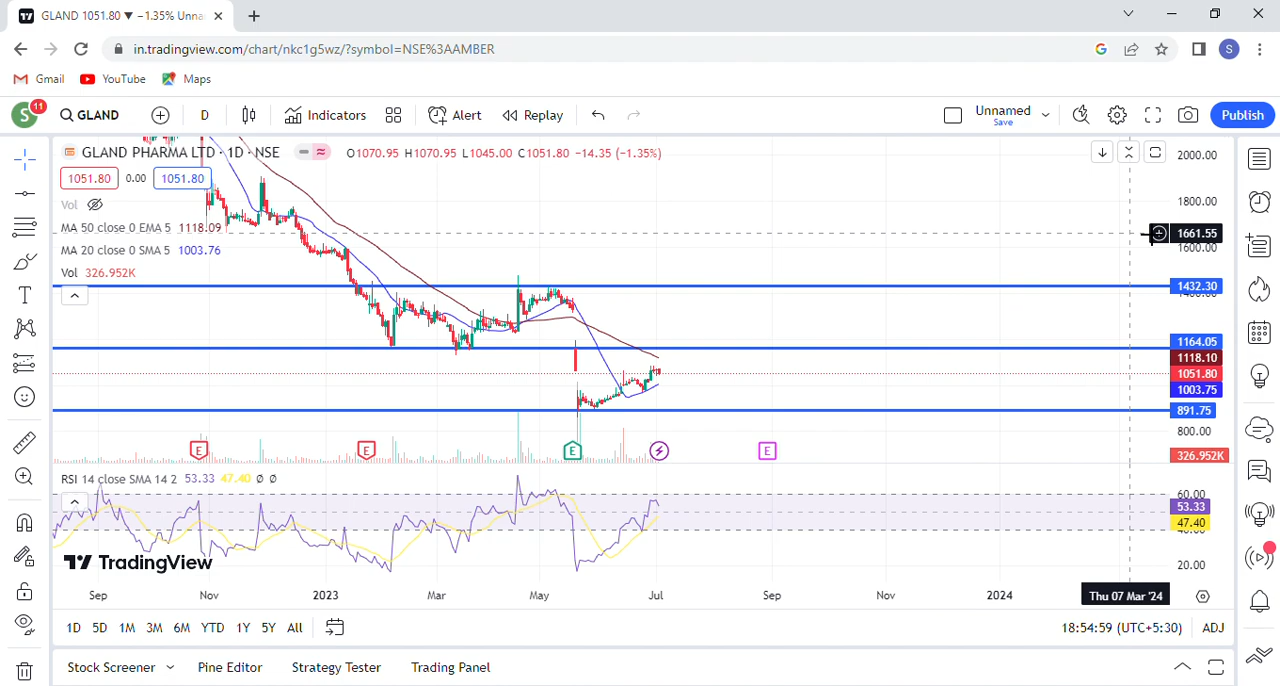 GLAND 1051.80 ▼ −1.35% Unna
in.tradingview.com/chart/nkc1g5wz/?symbol=NSE%3AAMBER
S
Gmail YouTube Maps
S 11 GLAND D Indicators Alert Replay Unnamed Save Publish
GLAND PHARMA LTD · 1D · NSE O1070.95 H1070.95 L1045.00 C1051.80 −14.35 (−1.35%)
1051.80 0.00 1051.80
Vol
MA 50 close 0 EMA 5 1118.09
MA 20 close 0 SMA 5 1003.76
Vol 326.952K
2000.00
1800.00
1661.55
1600.00
1432.30
1400.00
1164.05
1118.10
1051.80
1003.75
891.75
800.00
326.952K
E E E E
RSI 14 close SMA 14 2 53.33 47.40 Ø Ø
60.00
53.33
47.40
40.00
20.00
TradingView
Sep Nov 2023 Mar May Jul Sep Nov 2024 Thu 07 Mar '24
1D 5D 1M 3M 6M YTD 1Y 5Y All 18:54:59 (UTC+5:30) ADJ
Stock Screener Pine Editor Strategy Tester Trading Panel